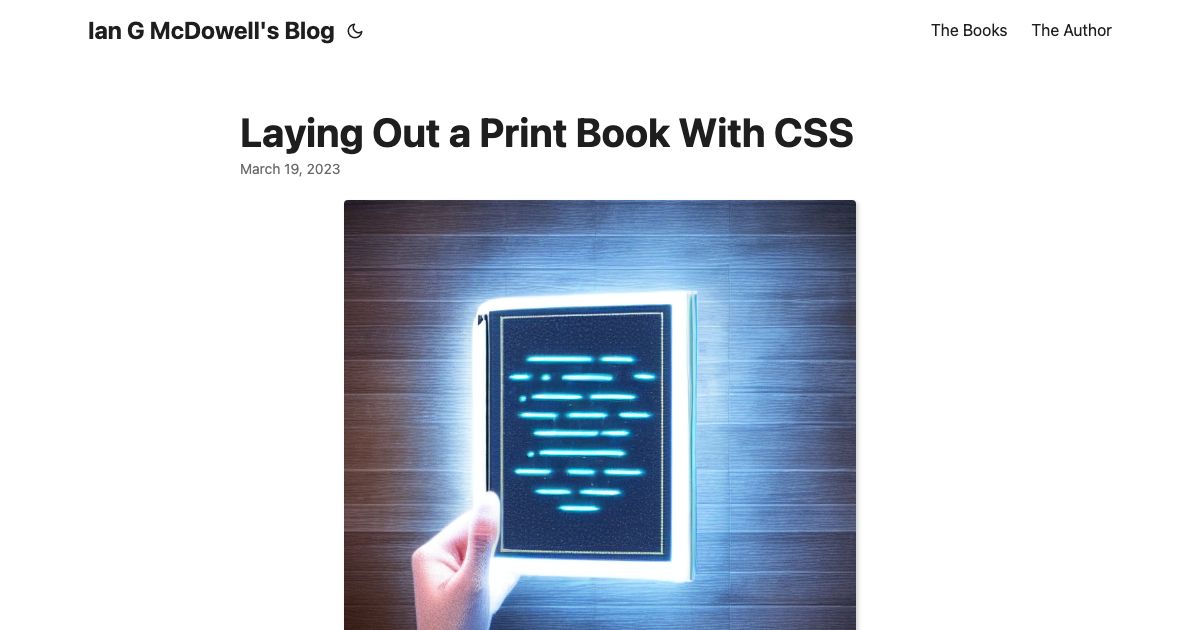 Ian G McDowell's Blog
The Books
The Author
Laying Out a Print Book With CSS
March 19, 2023